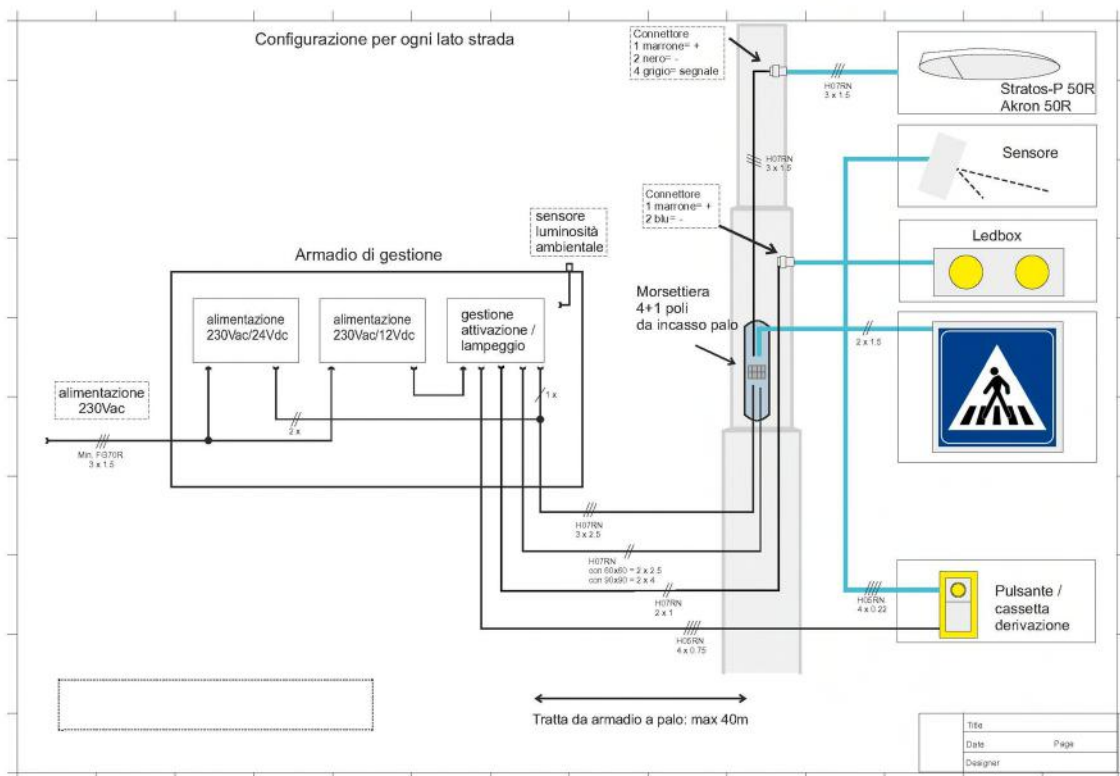 Configurazione per ogni lato strada
Connettore
1 marrone= +
2 nero= -
4 grigio= segnale
H07RN
3 x 1.5
Stratos-P 50R
Akron 50R
H07RN
3 x 1.5
Sensore
Connettore
1 marrone= +
2 blu= -
sensore
luminosità
ambientale
Ledbox
Armadio di gestione
Morsettiera
4+1 poli
da incasso palo
alimentazione
230Vac/24Vdc
alimentazione
230Vac/12Vdc
gestione
attivazione /
lampeggio
2 x 1.5
alimentazione
230Vac
1 x
2 x
Min. FG7OR
3 x 1.5
H07RN
3 x 2.5
H07RN
con 60x60 = 2 x 2.5
con 90x90 = 2 x 4
H07RN
2 x 1
H05RN
4 x 0.22
Pulsante /
cassetta
derivazione
H05RN
4 x 0.75
Tratta da armadio a palo: max 40m
Title
Date Page
Designer